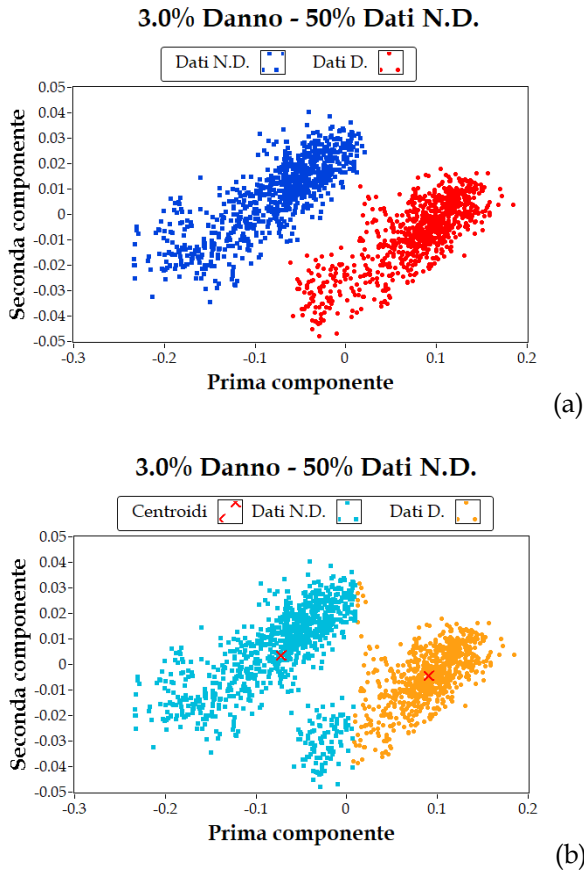 3.0% Danno - 50% Dati N.D.
Dati N.D. Dati D.
Seconda componente
0.05
0.04
0.03
0.02
0.01
0
-0.01
-0.02
-0.03
-0.04
-0.05
-0.3 -0.2 -0.1 0 0.1 0.2
Prima componente
(a)
3.0% Danno - 50% Dati N.D.
Centroidi Dati N.D. Dati D.
Seconda componente
0.05
0.04
0.03
0.02
0.01
0
-0.01
-0.02
-0.03
-0.04
-0.05
-0.3 -0.2 -0.1 0 0.1 0.2
Prima componente
(b)